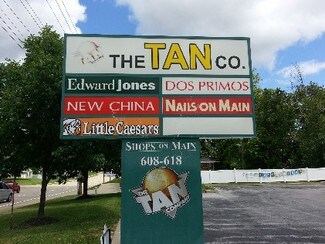 THE TAN CO.
Edward Jones
DOS PRIMOS
NEW CHINA
NAILS ON MAIN
Little Caesars
SHOPS ON MAIN
608-618
THE
TAN
COMPANY